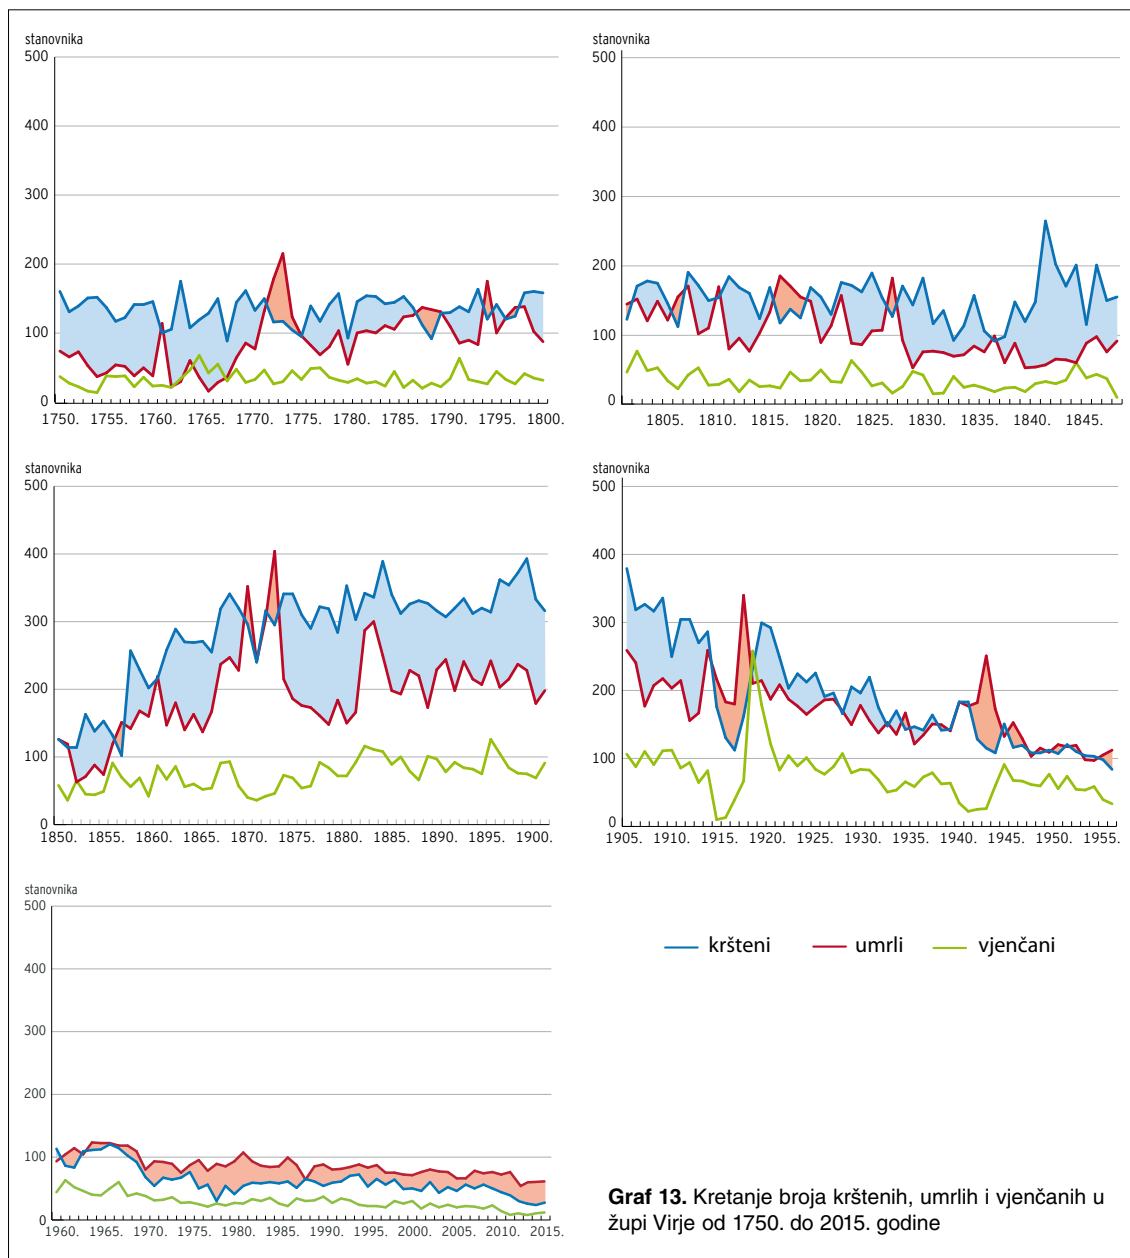 stanovnika
500
400
300
200
100
0
1750. 1755. 1760. 1765. 1770. 1775. 1780. 1785. 1790. 1795. 1800.
stanovnika
500
400
300
200
100
0
1805. 1810. 1815. 1820. 1825. 1830. 1835. 1840. 1845.
stanovnika
500
400
300
200
100
0
1850. 1855. 1860. 1865. 1870. 1875. 1880. 1885. 1890. 1895. 1900.
stanovnika
500
400
300
200
100
0
1905. 1910. 1915. 1920. 1925. 1930. 1935. 1940. 1945. 1950. 1955.
stanovnika
500
400
300
200
100
0
1960. 1965. 1970. 1975. 1980. 1985. 1990. 1995. 2000. 2005. 2010. 2015.
kršteni umrli vjenčani
Graf 13. Kretanje broja krštenih, umrlih i vjenčanih u
župi Virje od 1750. do 2015. godine